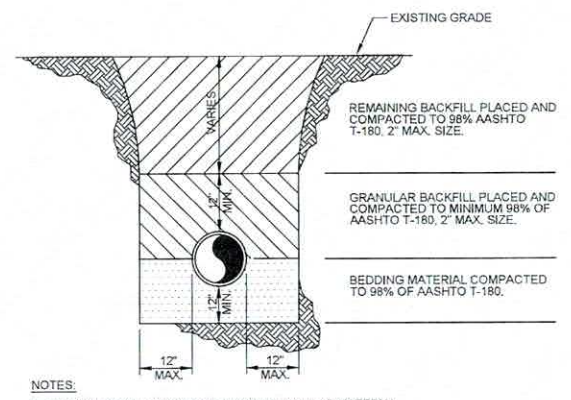 EXISTING GRADE
VARIES
REMAINING BACKFILL PLACED AND
COMPACTED TO 98% AASHTO
T-180, 2" MAX. SIZE.
12"
MIN.
GRANULAR BACKFILL PLACED AND
COMPACTED TO MINIMUM 98% OF
AASHTO T-180, 2" MAX. SIZE.
BEDDING MATERIAL COMPACTED
TO 98% OF AASHTO T-180.
12"
MIN.
12"
MAX.
12"
MAX.
NOTES: